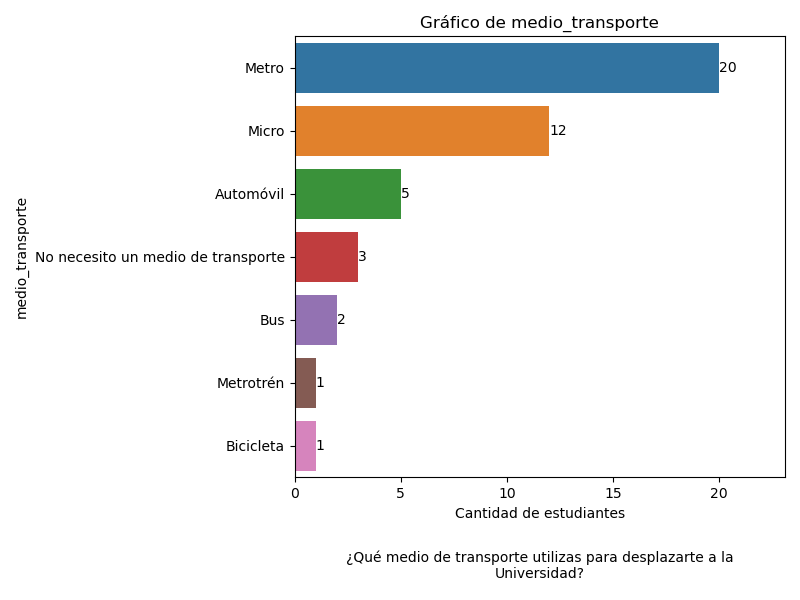 Gráfico de medio_transporte
medio_transporte
Metro
20
Micro
12
Automóvil
5
No necesito un medio de transporte
3
Bus
2
Metrotrén
1
Bicicleta
1
0 5 10 15 20
Cantidad de estudiantes
¿Qué medio de transporte utilizas para desplazarte a la
Universidad?